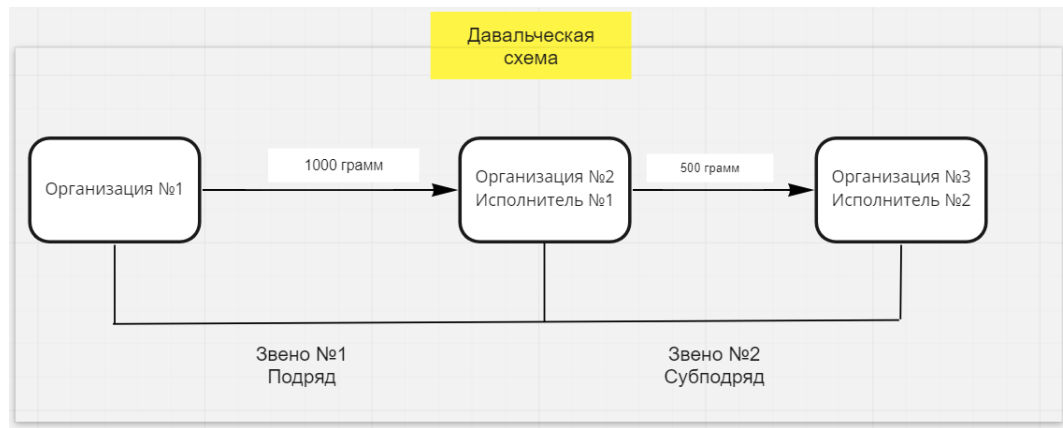 Давальческая
схема
1000 грамм
500 грамм
Организация №1
Организация №2
Исполнитель №1
Организация №3
Исполнитель №2
Звено №1
Подряд
Звено №2
Субподряд